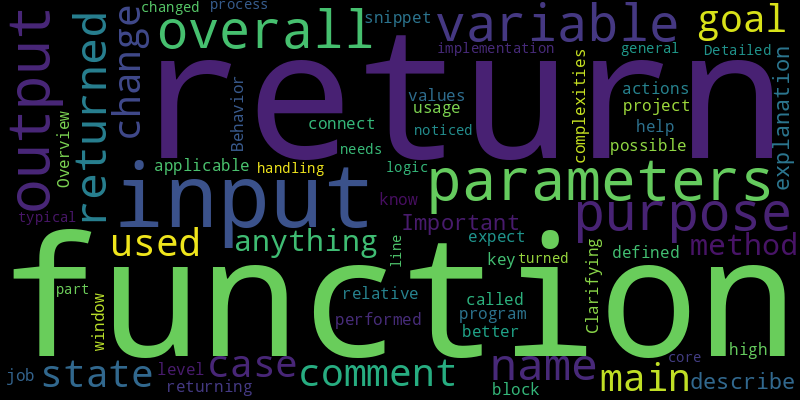 changed process
overall snippet variable goal
implementation general Detailed
output returned change return
Behavior values usage complexities actions project explanation
Overview connect noticed help
needs possible
applicable handling logic
input know parameters
typical Important purpose
used anything line expect method
key turned Clarifying defined
function
part window relative called
performed program
better
high
job state level case returning comment name block core main describe